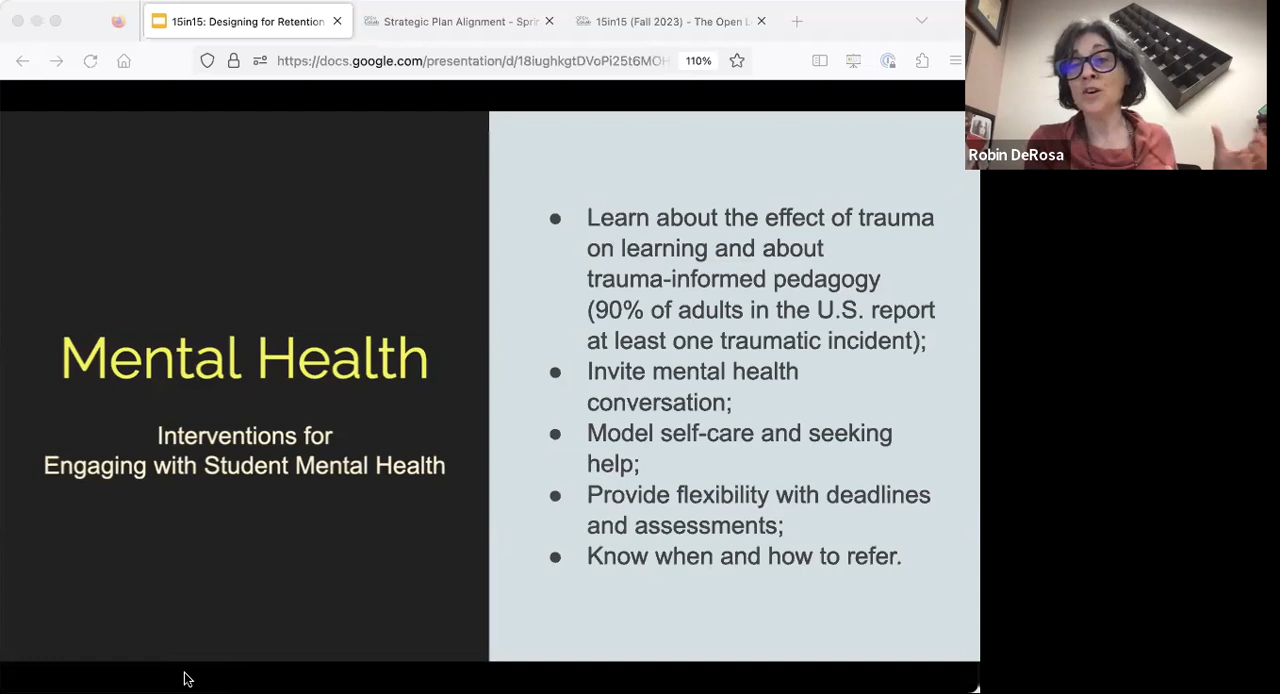 15in15: Designing for Retention
Strategic Plan Alignment - Sprin
15in15 (Fall 2023) - The Open L
https://docs.google.com/presentation/d/18iughkgtDVoPi25t6MOH
110%
Robin DeRosa
Mental Health
Interventions for
Engaging with Student Mental Health
● Learn about the effect of trauma
on learning and about
trauma-informed pedagogy
(90% of adults in the U.S. report
at least one traumatic incident);
● Invite mental health
conversation;
● Model self-care and seeking
help;
● Provide flexibility with deadlines
and assessments;
● Know when and how to refer.